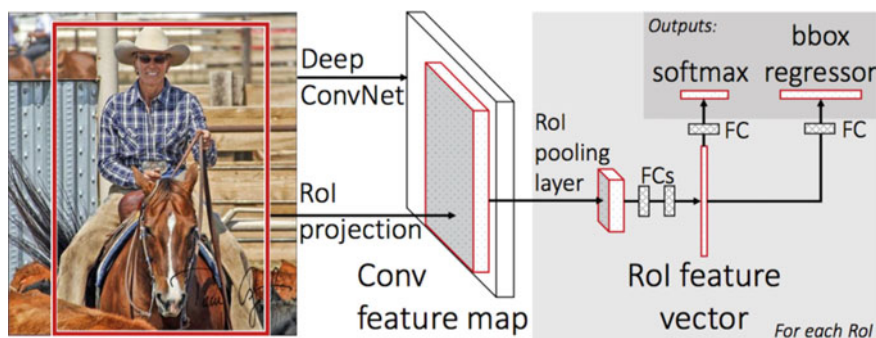 Deep
ConvNet
RoI
projection
Conv
feature map
RoI
pooling
layer
FCs
RoI feature
vector
For each RoI
Outputs:
softmax
bbox
regressor
FC
FC